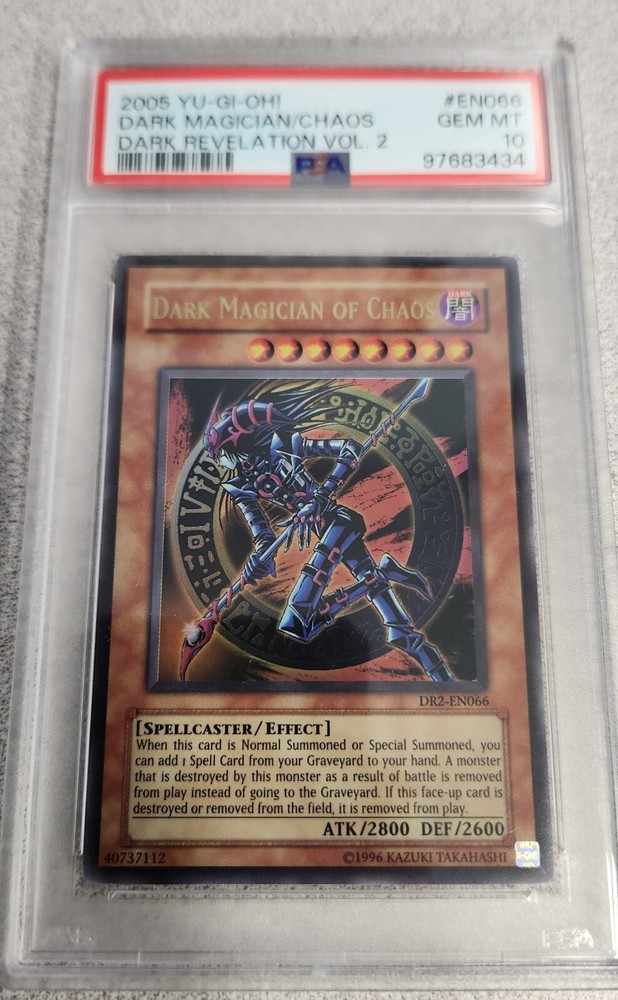 2005 YU-GI-OH! #EN066
DARK MAGICIAN/CHAOS GEM MT
DARK REVELATION VOL. 2 10
PSA 97683434
DARK MAGICIAN OF CHAOS
DARK
闇
DR2-EN066
[SPELLCASTER/EFFECT]
When this card is Normal Summoned or Special Summoned, you
can add 1 Spell Card from your Graveyard to your hand. A monster
that is destroyed by this monster as a result of battle is removed
from play instead of going to the Graveyard. If this face-up card is
destroyed or removed from the field, it is removed from play.
ATK/2800 DEF/2600
40737112 ©1996 KAZUKI TAKAHASHI